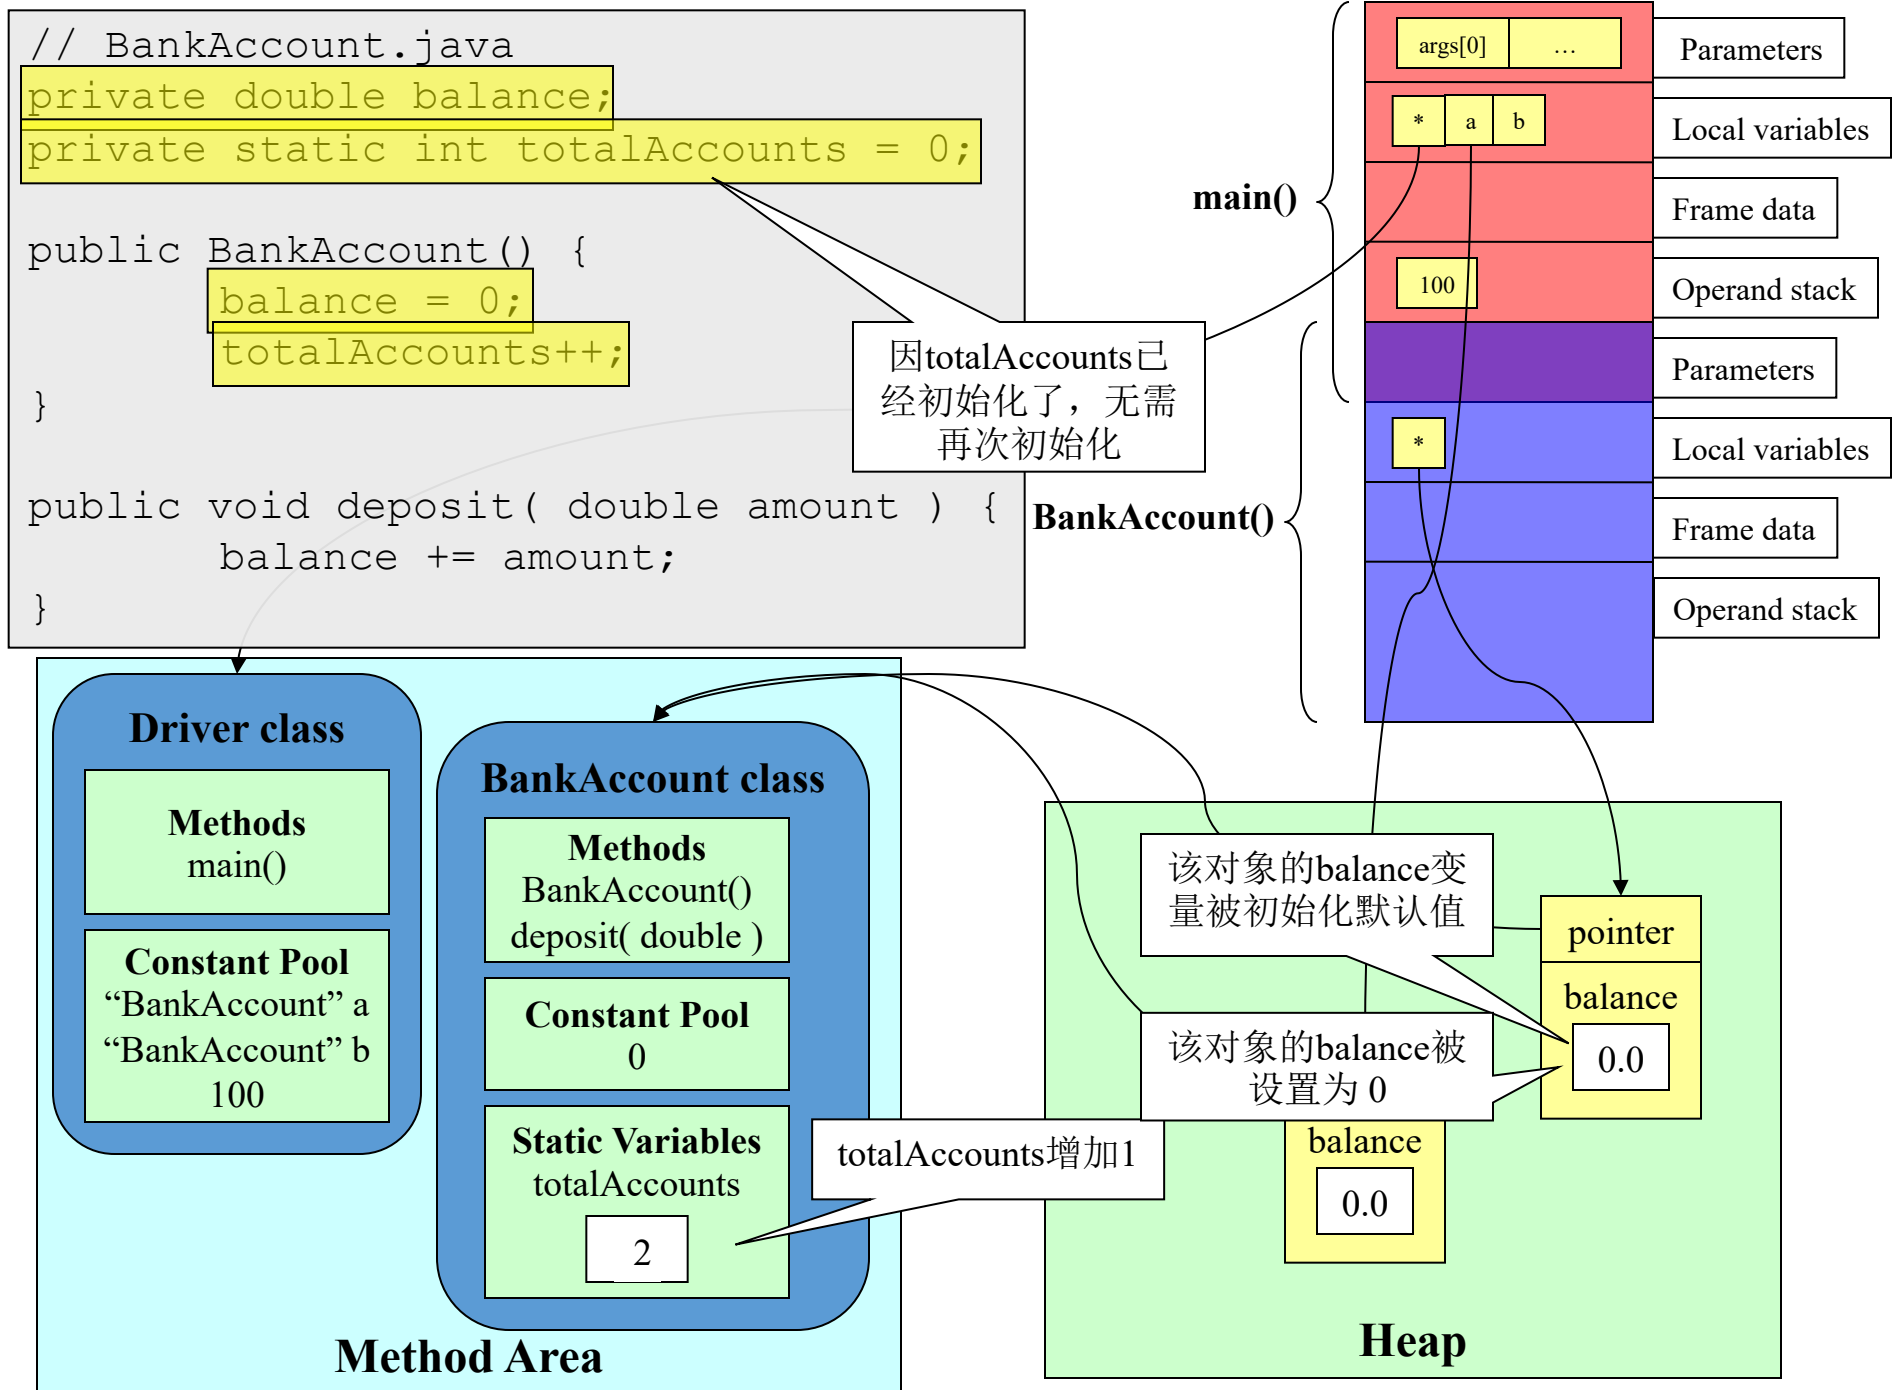 // BankAccount.java
private double balance;
private static int totalAccounts = 0;
public BankAccount() {
balance = 0;
totalAccounts++;
}
public void deposit( double amount ) {
balance += amount;
}
因totalAccounts已
经初始化了，无需
再次初始化
main()
BankAccount()
args[0]
…
Parameters
*
a
b
Local variables
Frame data
100
Operand stack
Parameters
*
Local variables
Frame data
Operand stack
Driver class
Methods
main()
Constant Pool
“BankAccount” a
“BankAccount” b
100
BankAccount class
Methods
BankAccount()
deposit( double )
Constant Pool
0
Static Variables
totalAccounts
2
Method Area
totalAccounts增加1
该对象的balance变
量被初始化默认值
该对象的balance被
设置为 0
pointer
balance
0.0
balance
0.0
Heap